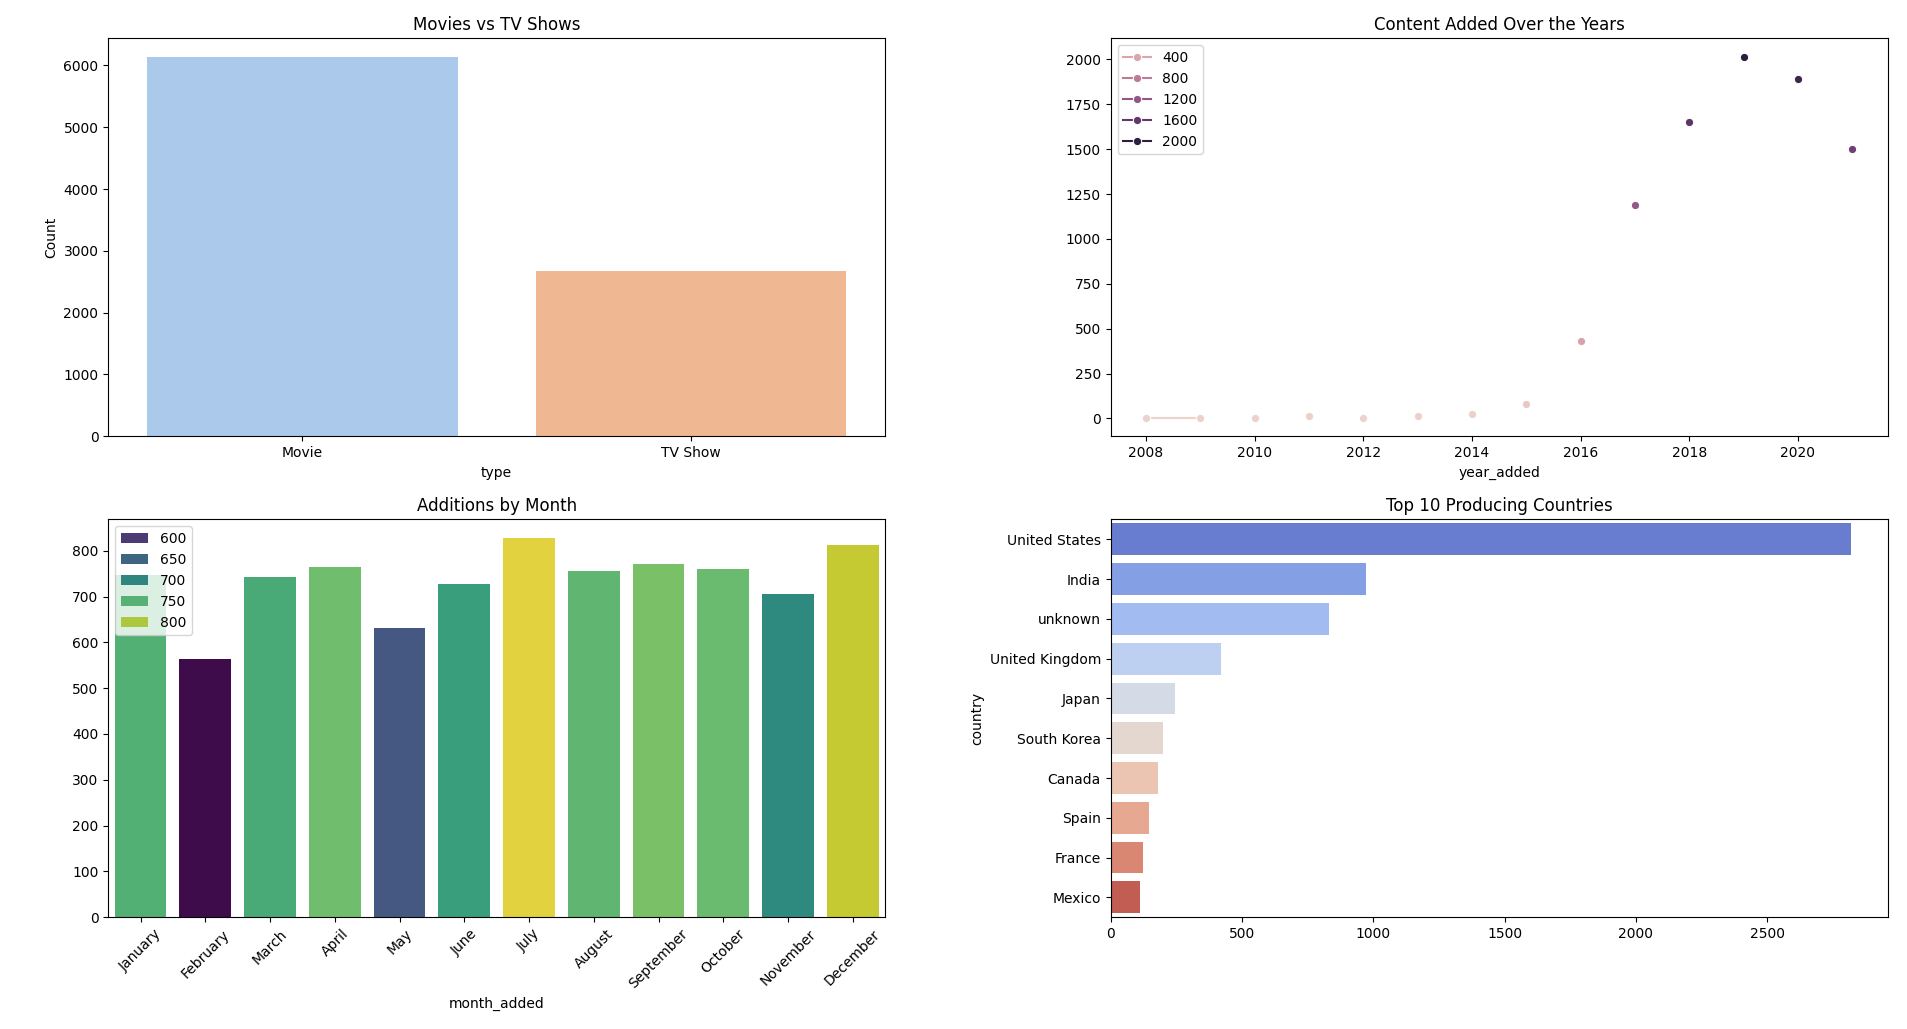 Movies vs TV Shows
6000
5000
4000
3000
2000
1000
0
Count
Movie
TV Show
type
Content Added Over the Years
400
800
1200
1600
2000
2000
1750
1500
1250
1000
750
500
250
0
2008
2010
2012
2014
2016
2018
2020
year_added
Additions by Month
600
650
700
750
800
800
700
600
500
400
300
200
100
0
January
February
March
April
May
June
July
August
September
October
November
December
month_added
Top 10 Producing Countries
United States
India
unknown
United Kingdom
Japan
South Korea
Canada
Spain
France
Mexico
country
0
500
1000
1500
2000
2500